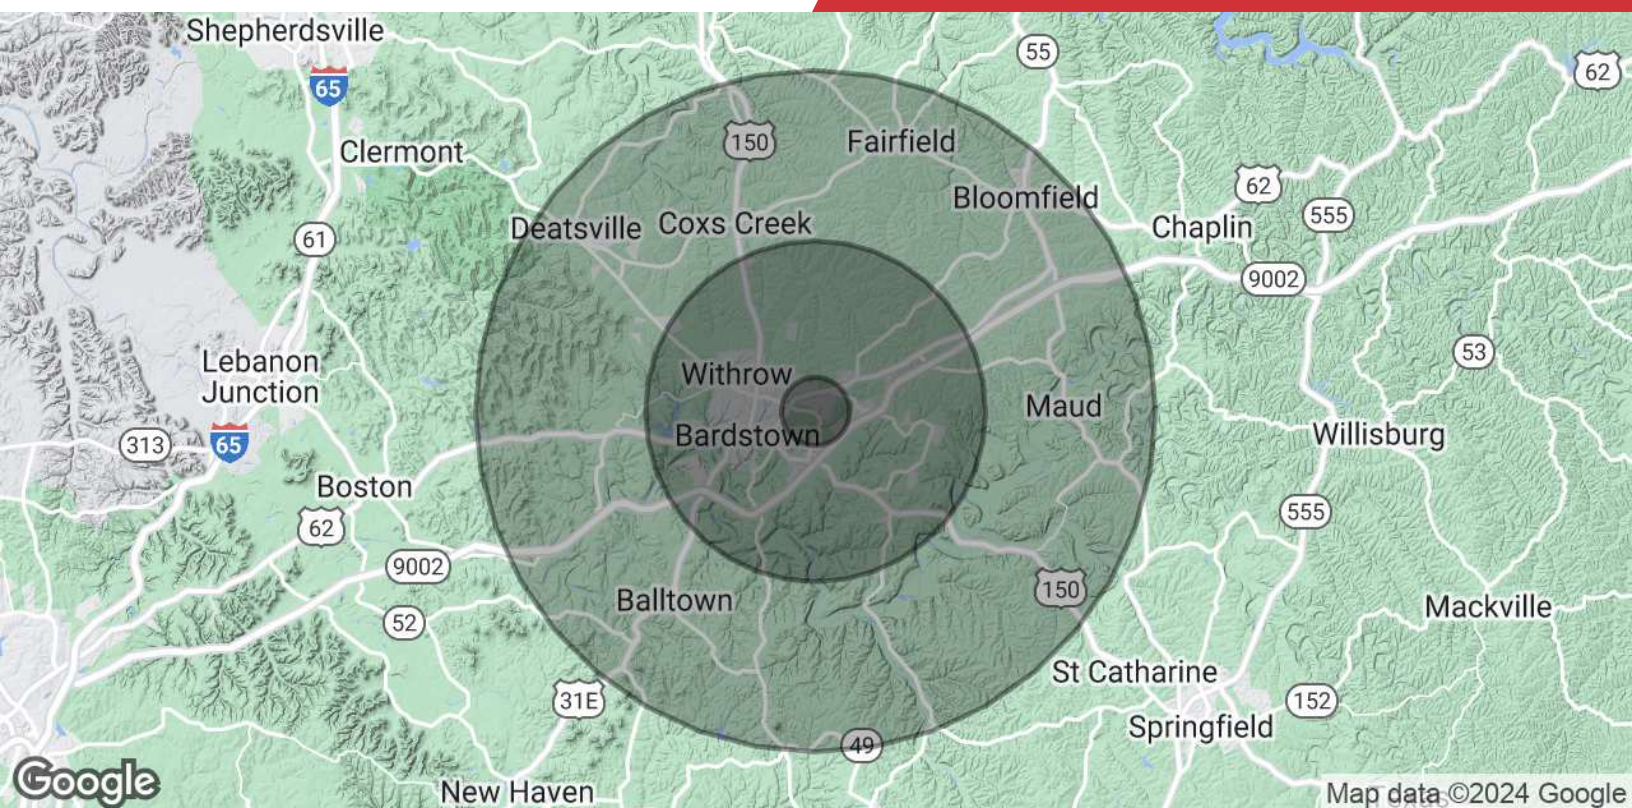 Shepherdsville
55
62
65
150
Fairfield
Clermont
62
Bloomfield
555
Deatsville
Coxs Creek
Chaplin
61
9002
53
Lebanon
Junction
Withrow
Maud
Bardstown
Willisburg
313
65
Boston
62
555
9002
150
Balltown
Mackville
52
St Catharine
31E
152
Springfield
49
Google
New Haven
Map data ©2024 Google